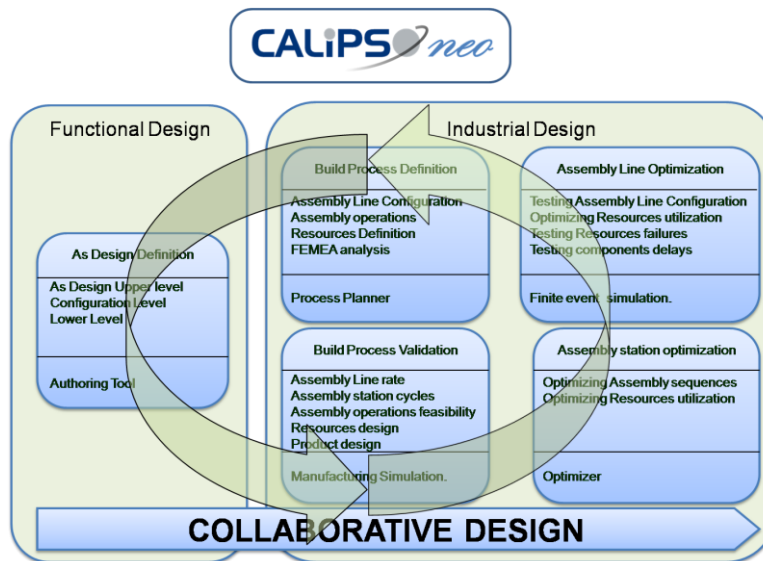 CALiPSO neo
Functional Design
As Design Definition
As Design Upper level
Configuration Level
Lower Level
Authoring Tool
Industrial Design
Build Process Definition
Assembly Line Configuration
Assembly operations
Resources Definition
FEMEA analysis
Process Planner
Assembly Line Optimization
Testing Assembly Line Configuration
Optimizing Resources utilization
Testing Resources failures
Testing components delays
Finite event simulation.
Build Process Validation
Assembly Line rate
Assembly station cycles
Assembly operations feasibility
Resources design
Product design
Manufacturing Simulation.
Assembly station optimization
Optimizing Assembly sequences
Optimizing Resources utilization
Optimizer
COLLABORATIVE DESIGN